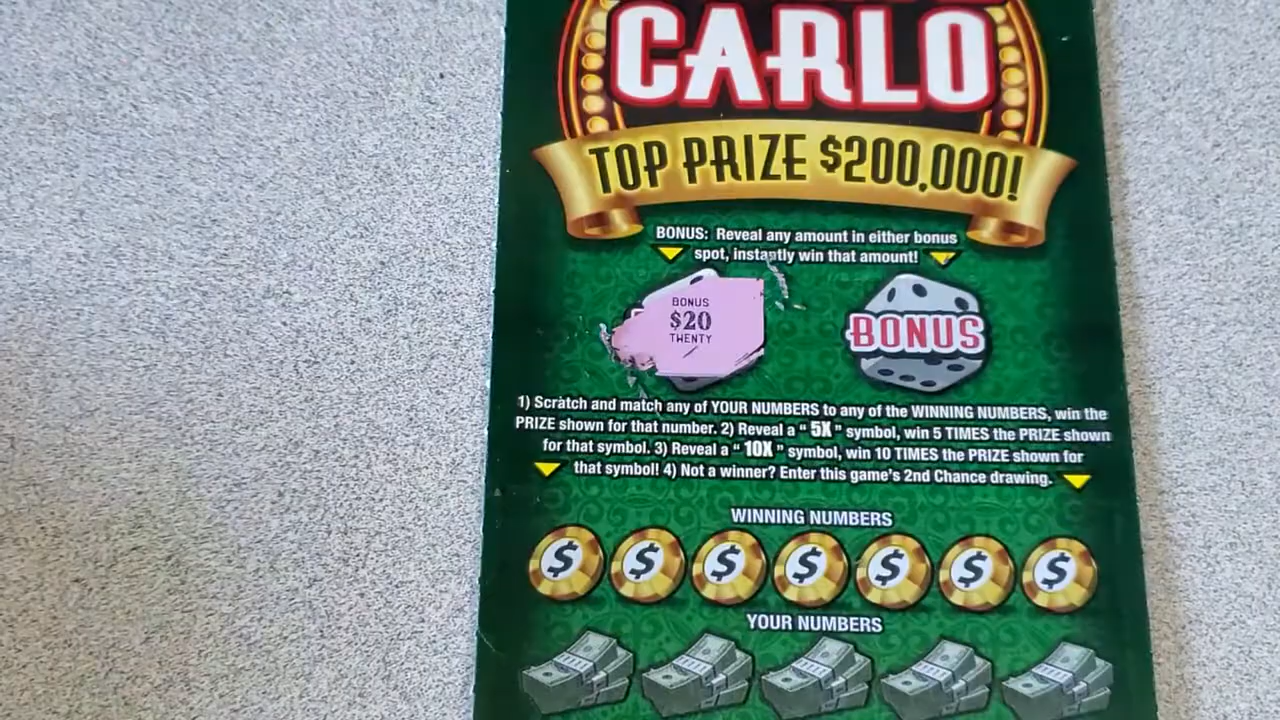 CARLO
TOP PRIZE $200,000!
BONUS: Reveal any amount in either bonus
spot, instantly win that amount!
BONUS
$20
TWENTY
BONUS
1) Scratch and match any of YOUR NUMBERS to any of the WINNING NUMBERS, win the
PRIZE shown for that number. 2) Reveal a “ 5X ” symbol, win 5 TIMES the PRIZE shown
for that symbol. 3) Reveal a “ 10X ” symbol, win 10 TIMES the PRIZE shown for
that symbol! 4) Not a winner? Enter this game's 2nd Chance drawing.
WINNING NUMBERS
$ $ $ $ $ $ $
YOUR NUMBERS